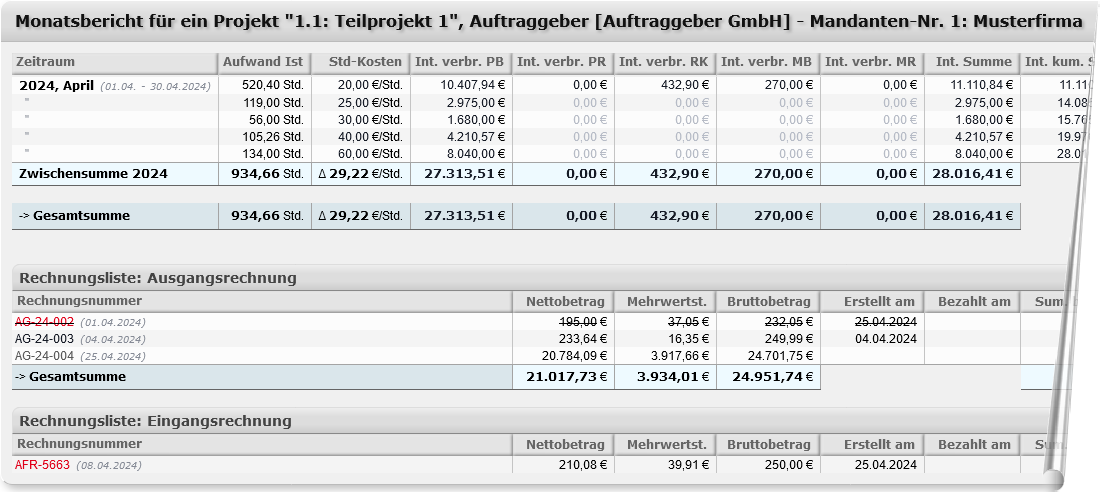 Monatsbericht für ein Projekt "1.1: Teilprojekt 1", Auftraggeber [Auftraggeber GmbH] - Mandanten-Nr. 1: Musterfirma
Zeitraum Aufwand Ist Std-Kosten Int. verbr. PB Int. verbr. PR Int. verbr. RK Int. verbr. MB Int. verbr. MR Int. Summe Int. kum.
2024, April (01.04. - 30.04.2024) 520,40 Std. 20,00 €/Std. 10.407,94 € 0,00 € 432,90 € 270,00 € 0,00 € 11.110,84 €
" 119,00 Std. 25,00 €/Std. 2.975,00 € 0,00 € 0,00 € 0,00 € 0,00 € 2.975,00 €
" 56,00 Std. 30,00 €/Std. 1.680,00 € 0,00 € 0,00 € 0,00 € 0,00 € 1.680,00 €
" 105,26 Std. 40,00 €/Std. 4.210,57 € 0,00 € 0,00 € 0,00 € 0,00 € 4.210,57 €
" 134,00 Std. 60,00 €/Std. 8.040,00 € 0,00 € 0,00 € 0,00 € 0,00 € 8.040,00 €
Zwischensumme 2024 934,66 Std. Δ 29,22 €/Std. 27.313,51 € 0,00 € 432,90 € 270,00 € 0,00 € 28.016,41 €
-> Gesamtsumme 934,66 Std. Δ 29,22 €/Std. 27.313,51 € 0,00 € 432,90 € 270,00 € 0,00 € 28.016,41 €
Rechnungsliste: Ausgangsrechnung
Rechnungsnummer Nettobetrag Mehrwertst. Bruttobetrag Erstellt am Bezahlt am
AG-24-002 (01.04.2024) 195,00 € 37,05 € 232,05 € 25.04.2024
AG-24-003 (04.04.2024) 233,64 € 16,35 € 249,99 € 04.04.2024
AG-24-004 (25.04.2024) 20.784,09 € 3.917,66 € 24.701,75 €
-> Gesamtsumme 21.017,73 € 3.934,01 € 24.951,74 €
Rechnungsliste: Eingangsrechnung
Rechnungsnummer Nettobetrag Mehrwertst. Bruttobetrag Erstellt am Bezahlt am
AFR-5663 (08.04.2024) 210,08 € 39,91 € 250,00 € 25.04.2024